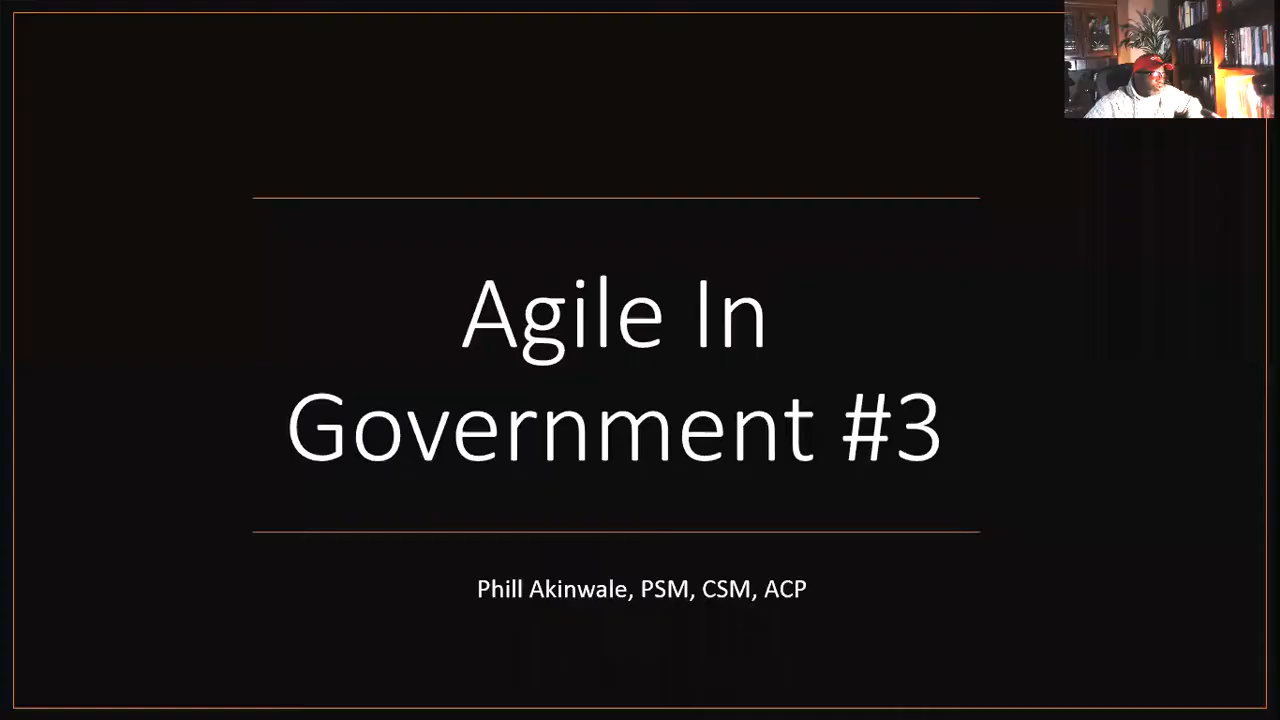 Agile In
Government #3
Phill Akinwale, PSM, CSM, ACP